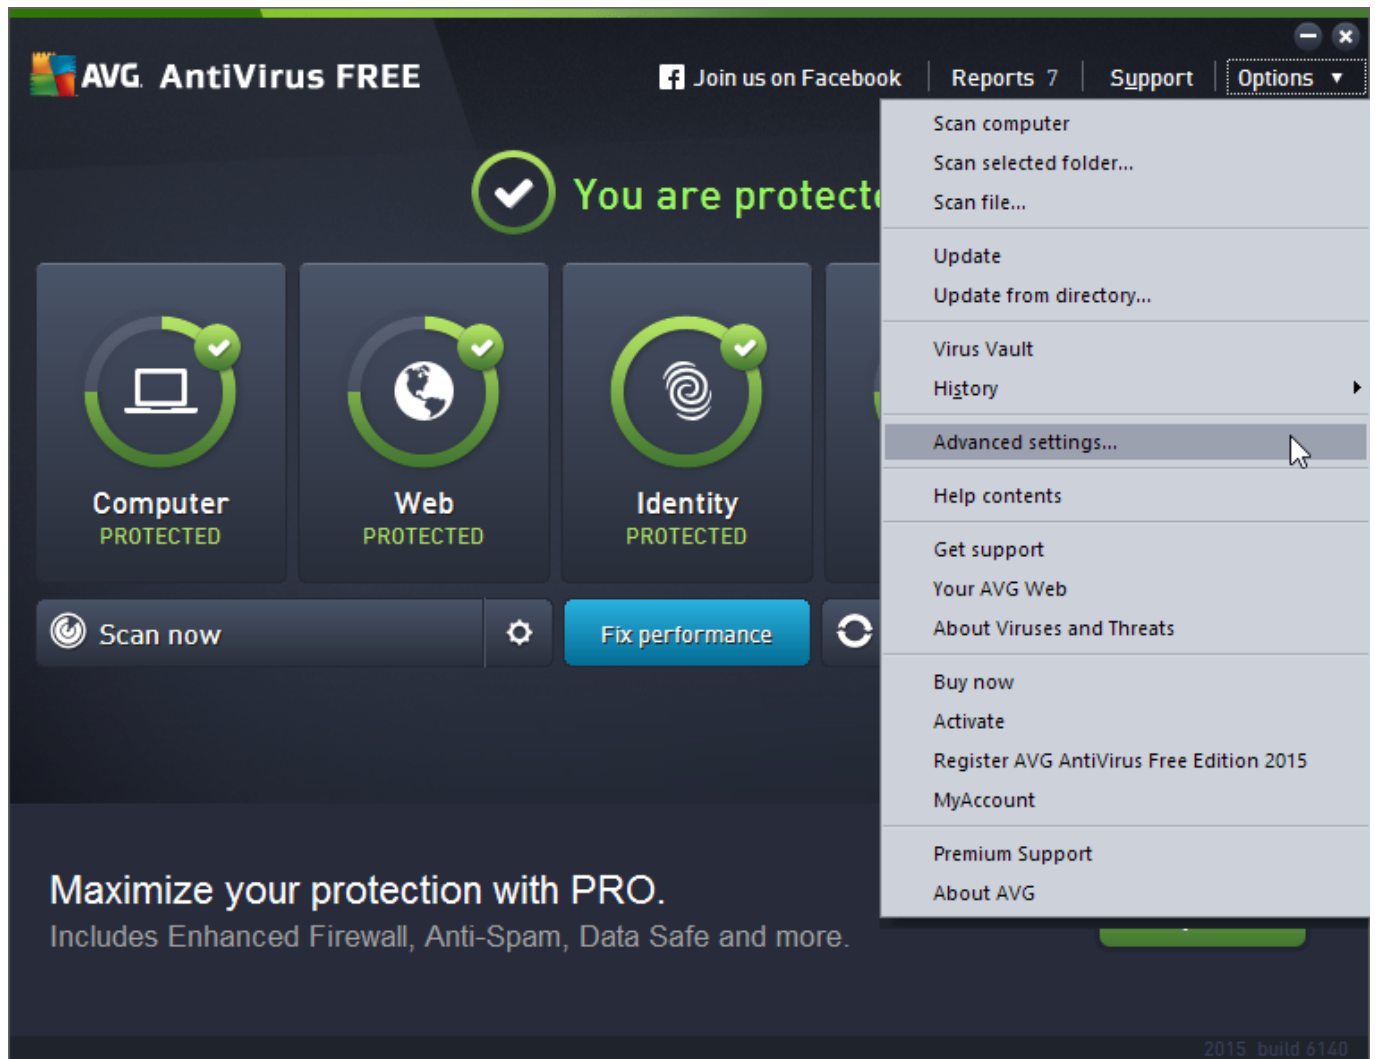 AVG. AntiVirus FREE
Join us on Facebook
Reports 7
Support
Options
You are
Computer
PROTECTED
Web
PROTECTED
Identity
PROTECTED
Scan now
Fix performance
Scan computer
Scan selected folder...
Scan file...
Update
Update from directory...
Virus Vault
History
Advanced settings...
Help contents
Get support
Your AVG Web
About Viruses and Threats
Buy now
Activate
Register AVG AntiVirus Free Edition 2015
MyAccount
Premium Support
About AVG
Maximize your protection with PRO.
Includes Enhanced Firewall, Anti-Spam, Data Safe and more.
2015 build 6140